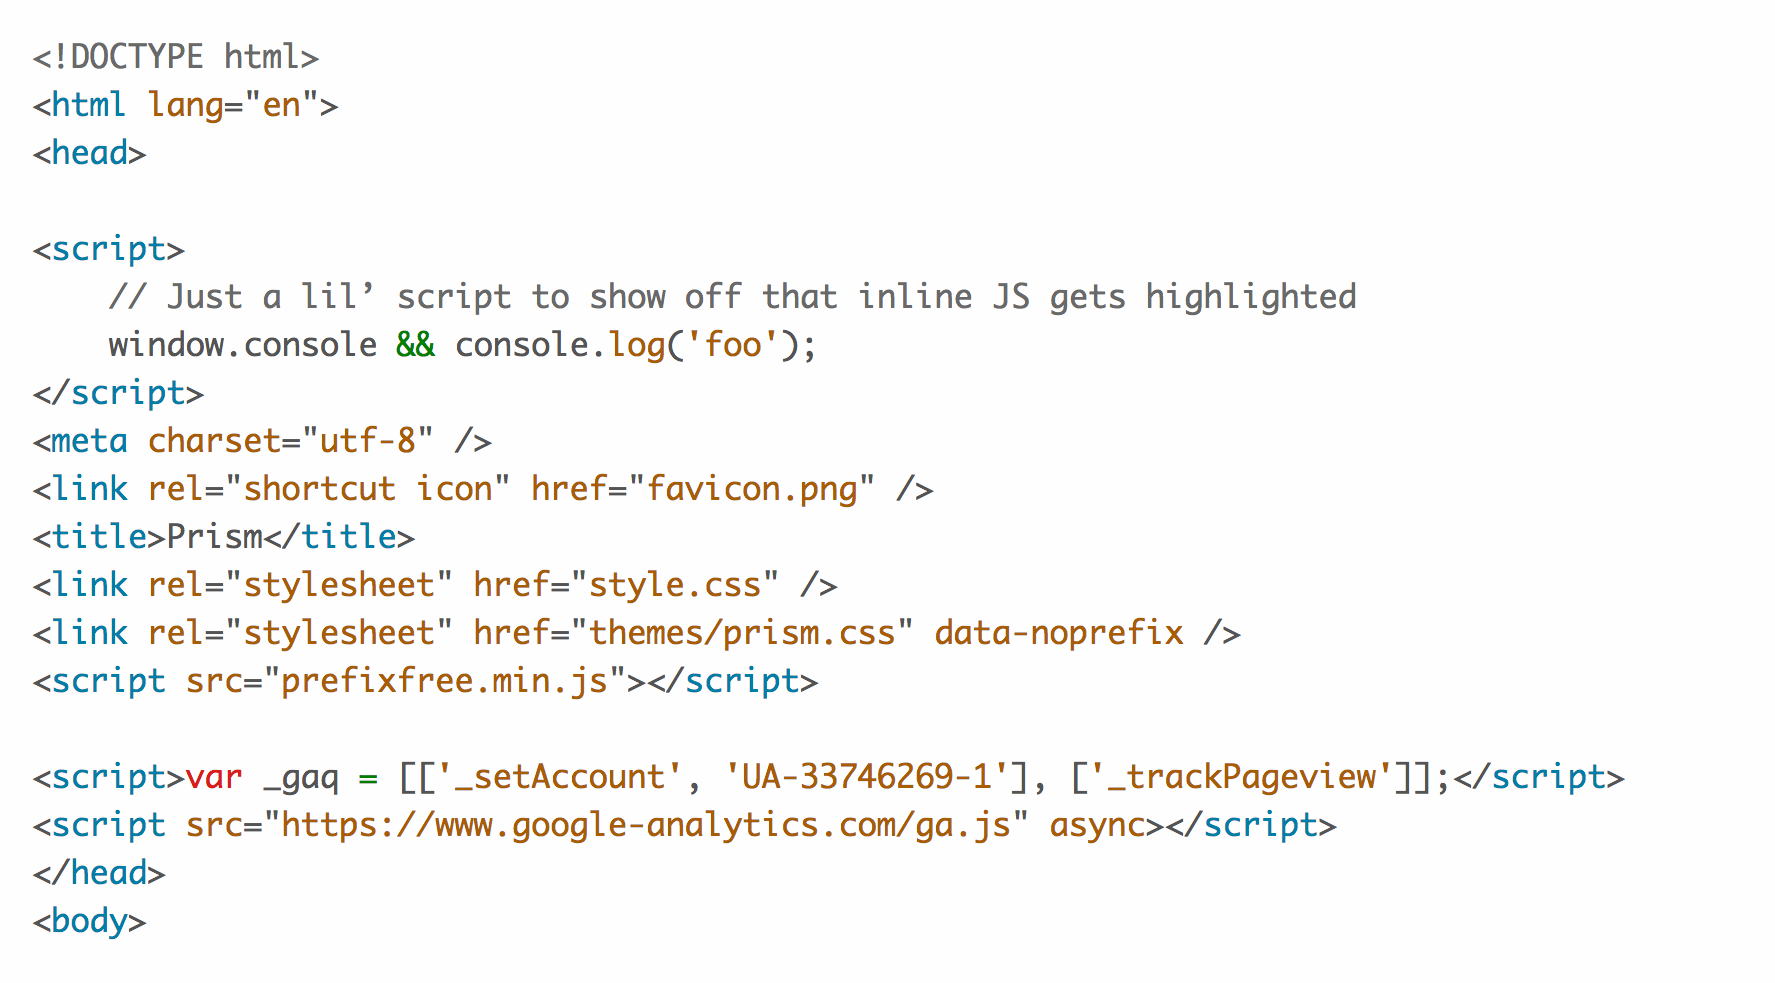 <!DOCTYPE html>
<html lang="en">
<head>

<script>
    // Just a lil’ script to show off that inline JS gets highlighted
    window.console && console.log('foo');
</script>
<meta charset="utf-8" />
<link rel="shortcut icon" href="favicon.png" />
<title>Prism</title>
<link rel="stylesheet" href="style.css" />
<link rel="stylesheet" href="themes/prism.css" data-noprefix />
<script src="prefixfree.min.js"></script>

<script>var _gaq = [['_setAccount', 'UA-33746269-1'], ['_trackPageview']];</script>
<script src="https://www.google-analytics.com/ga.js" async></script>
</head>
<body>